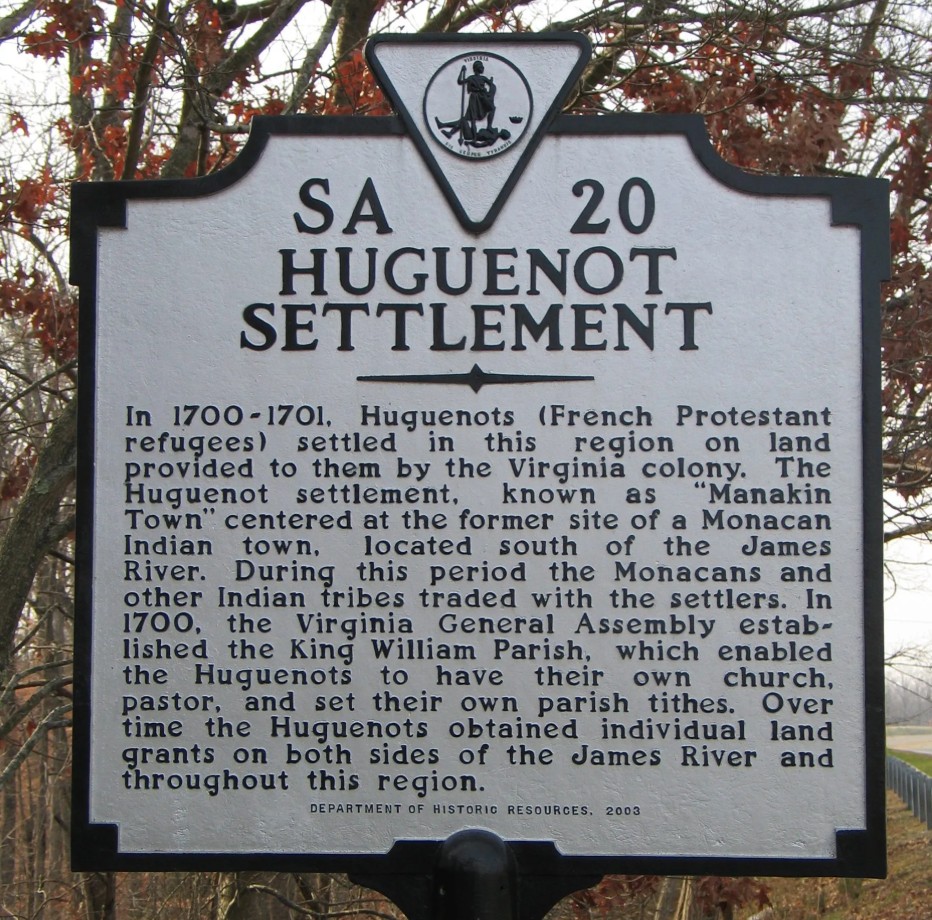 VIRGINIA
SIC SEMPER TYRANNIS
SA 20
HUGUENOT
SETTLEMENT
In 1700-1701, Huguenots (French Protestant
refugees) settled in this region on land
provided to them by the Virginia colony. The
Huguenot settlement, known as "Manakin
Town" centered at the former site of a Monacan
Indian town, located south of the James
River. During this period the Monacans and
other Indian tribes traded with the settlers. In
1700, the Virginia General Assembly estab-
lished the King William Parish, which enabled
the Huguenots to have their own church,
pastor, and set their own parish tithes. Over
time the Huguenots obtained individual land
grants on both sides of the James River and
throughout this region.
DEPARTMENT OF HISTORIC RESOURCES, 2003